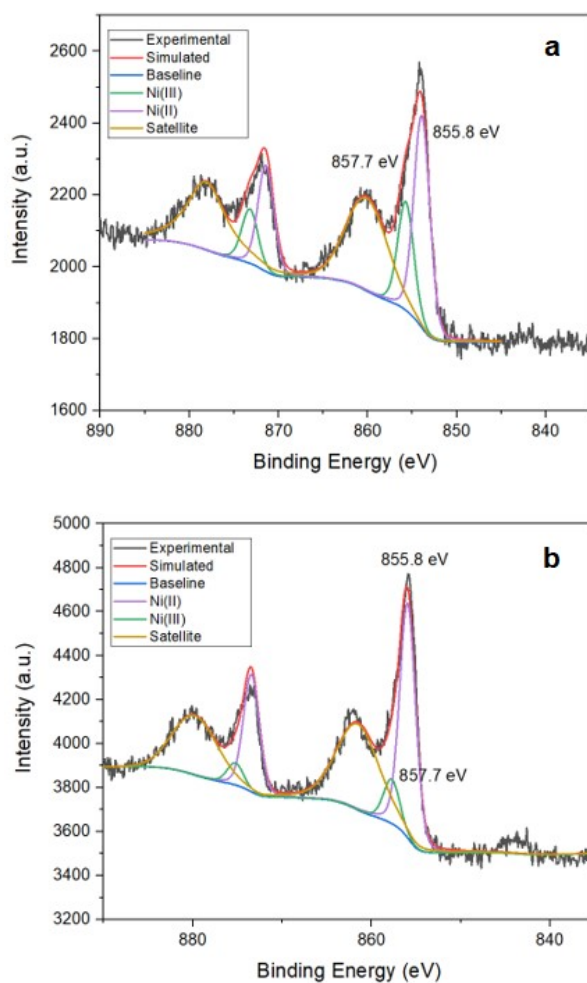 a
Experimental
Simulated
Baseline
Ni(III)
Ni(II)
Satellite
855.8 eV
857.7 eV
Intensity (a.u.)
2600
2400
2200
2000
1800
1600
890 880 870 860 850 840
Binding Energy (eV)
b
Experimental
Simulated
Baseline
Ni(II)
Ni(III)
Satellite
855.8 eV
857.7 eV
Intensity (a.u.)
5000
4800
4600
4400
4200
4000
3800
3600
3400
3200
880 860 840
Binding Energy (eV)